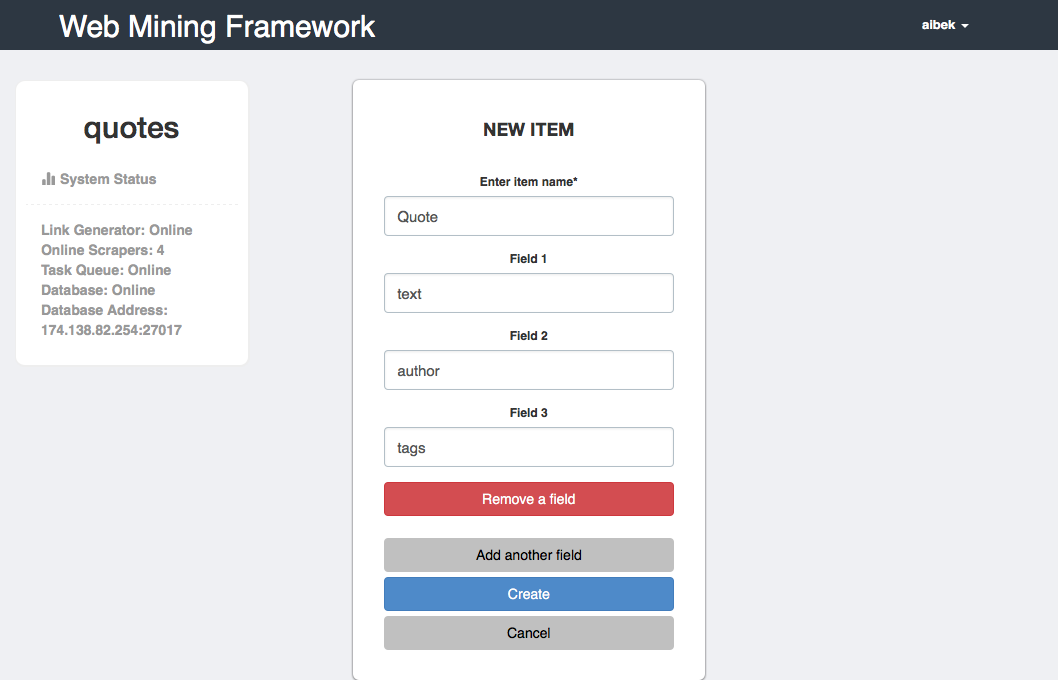 Web Mining Framework
albek
quotes
System Status
Link Generator: Online
Online Scrapers: 4
Task Queue: Online
Database: Online
Database Address:
174.138.82.254:27017
NEW ITEM
Enter item name*
Quote
Field 1
text
Field 2
author
Field 3
tags
Remove a field
Add another field
Create
Cancel